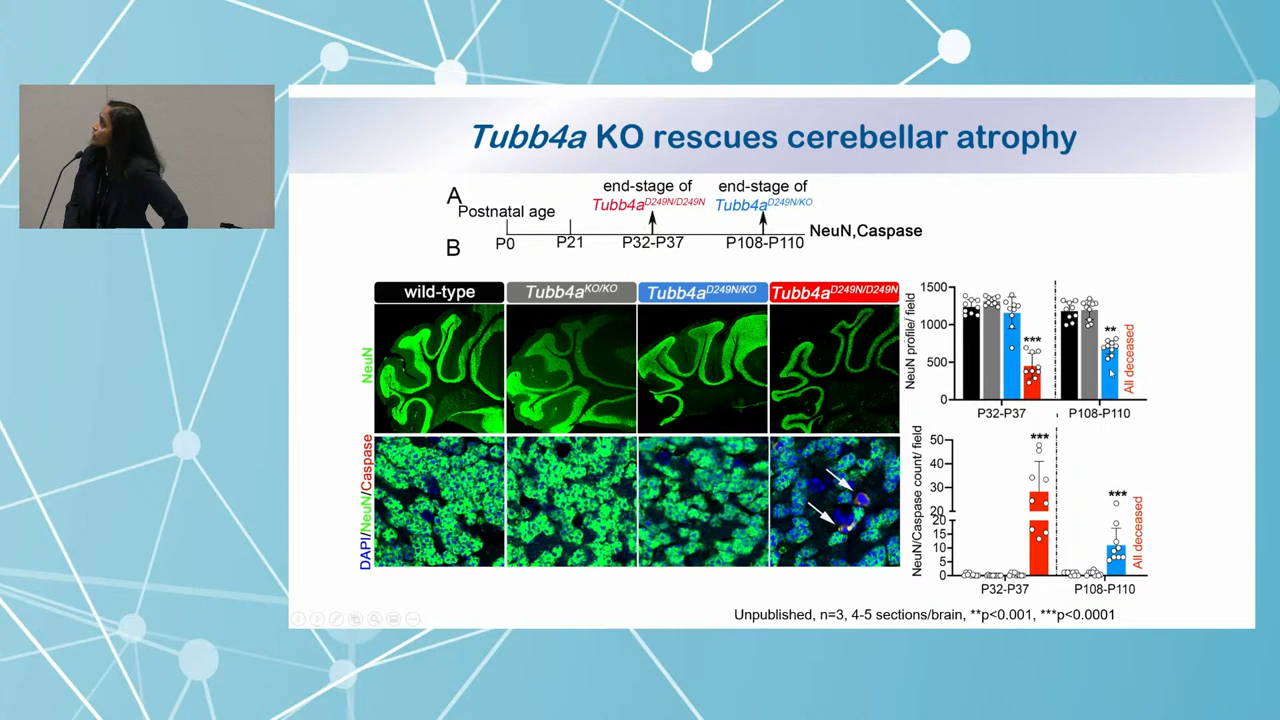 Tubb4a KO rescues cerebellar atrophy
A
end-stage of
Tubb4a^D249N/D249N
end-stage of
Tubb4a^D249N/KO
Postnatal age
P0
P21
P32-P37
P108-P110
NeuN,Caspase
B
wild-type
Tubb4a^KO/KO
Tubb4a^D249N/KO
Tubb4a^D249N/D249N
NeuN
DAPI/NeuN/Caspase
NeuN profile/ field
1500
1000
500
0
***
**
All deceased
P32-P37
P108-P110
NeuN/Caspase count/ field
50
40
30
20
20
15
10
5
0
***
***
All deceased
P32-P37
P108-P110
Unpublished, n=3, 4-5 sections/brain, **p<0.001, ***p<0.0001